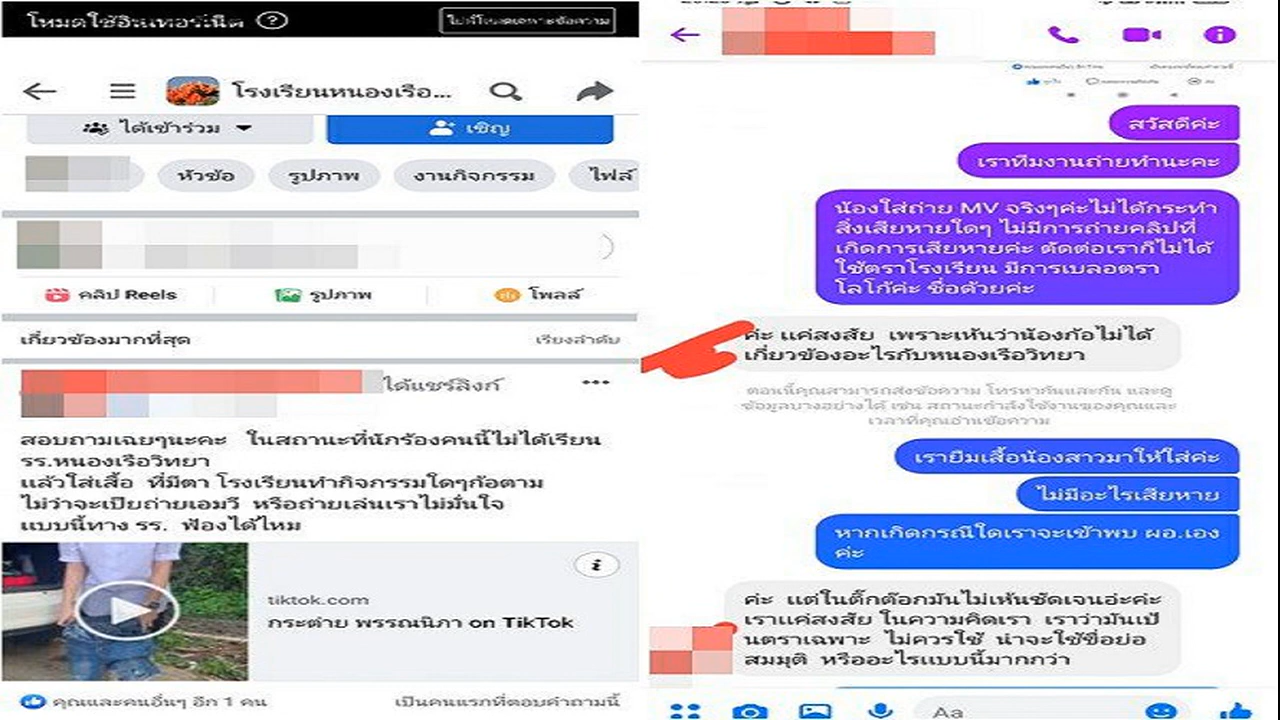 โหมดใช้อินเทอร์เน็ต
ไปที่โหมดเฉพาะข้อความ
โรงเรียนหนองเรือ...
ได้เข้าร่วม
เชิญ
หัวข้อ
รูปภาพ
งานกิจกรรม
ไฟล์
คลิป Reels
รูปภาพ
โพลล์
เกี่ยวข้องมากที่สุด
เรียงลำดับ
ได้แชร์ลิงก์
สอบถามเฉยๆนะคะ ในสถานะที่นักร้องคนนี้ไม่ได้เรียน
รร.หนองเรือวิทยา
แล้วใส่เสื้อ ที่มีตา โรงเรียนทำกิจกรรมใดๆก้อตาม
ไม่ว่าจะเป๊ยถ่ายเอมวี หรือถ่ายเล่นเราไม่มั่นใจ
แบบนี้ทาง รร. ฟ้องได้ไหม
tiktok.com
กระต่าย พรรณนิภา on TikTok
คุณและคนอื่นๆ อีก 1 คน
เป็นคนแรกที่ตอบคำถามนี้
สวัสดีค่ะ
เราทีมงานถ่ายทำนะคะ
น้องใส่ถ่าย MV จริงๆค่ะไม่ได้กระทำ
สิ่งเสียหายใดๆ ไม่มีการถ่ายคลิปที่
เกิดการเสียหายค่ะ ตัดต่อเราก็ไม่ได้
ใช้ตราโรงเรียน มีการเบลอตรา
โลโก้ค่ะ ชื่อด้วยค่ะ
ค่ะ แค่สงสัย เพราะเห้นว่าน้องก้อไม่ได้
เกี่ยวข้องอะไรกับหนองเรือวิทยา
ตอนนี้คุณสามารถส่งข้อความ โทรหากันและกัน และดู
ข้อมูลบางอย่างได้ เช่น สถานะกำลังใช้งานของคุณและ
เวลาที่คุณอ่านข้อความ
เรายืมเสื้อน้องสาวมาให้ใส่ค่ะ
ไม่มีอะไรเสียหาย
หากเกิดกรณีใดเราจะเข้าพบ ผอ.เอง
ค่ะ
ค่ะ แต่ในติ๊กต๊อกมันไม่เห้นชัดเจนอ่ะค่ะ
เราแค่สงสัย ในความคิดเรา เราว่ามันเป้
นตราเฉพาะ ไม่ควรใช้ น่าจะใช้ชื่อย่อ
สมมุติ หรืออะไรแบบนี้มากกว่า
Aa